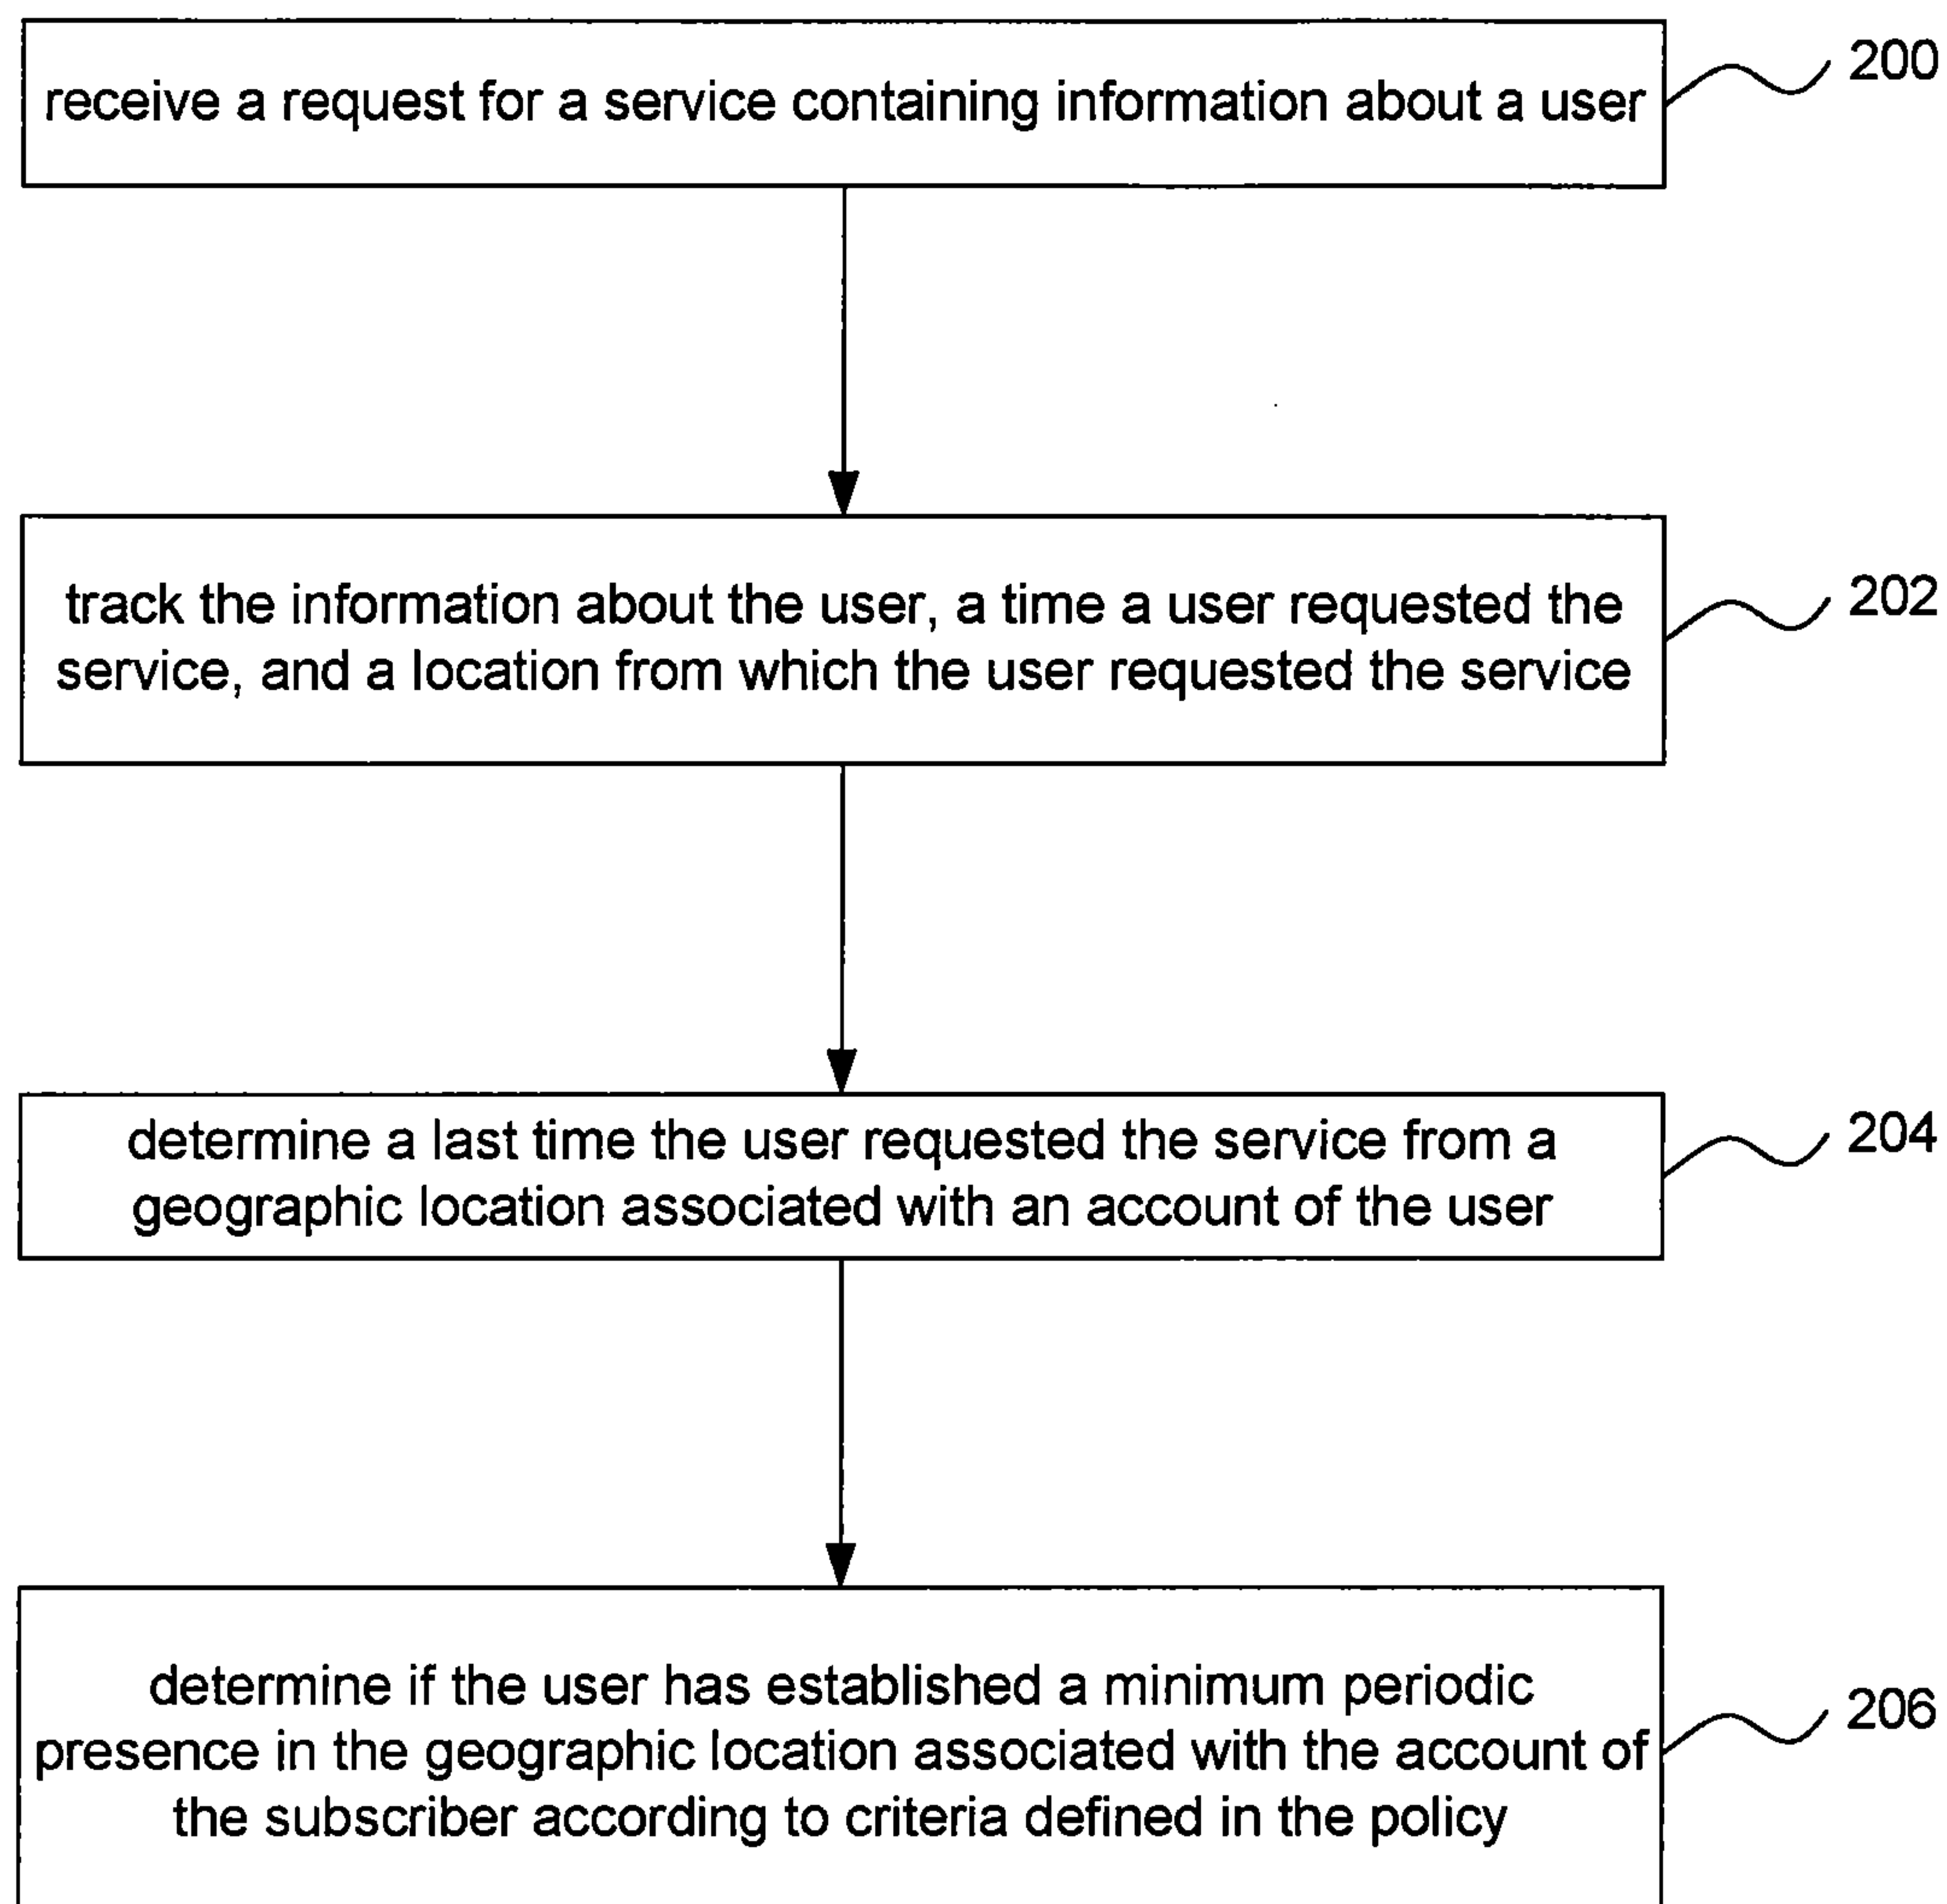 receive a request for a service containing information about a user
200
track the information about the user, a time a user requested the
service, and a location from which the user requested the service
202
determine a last time the user requested the service from a
geographic location associated with an account of the user
204
determine if the user has established a minimum periodic
presence in the geographic location associated with the account of
the subscriber according to criteria defined in the policy
206